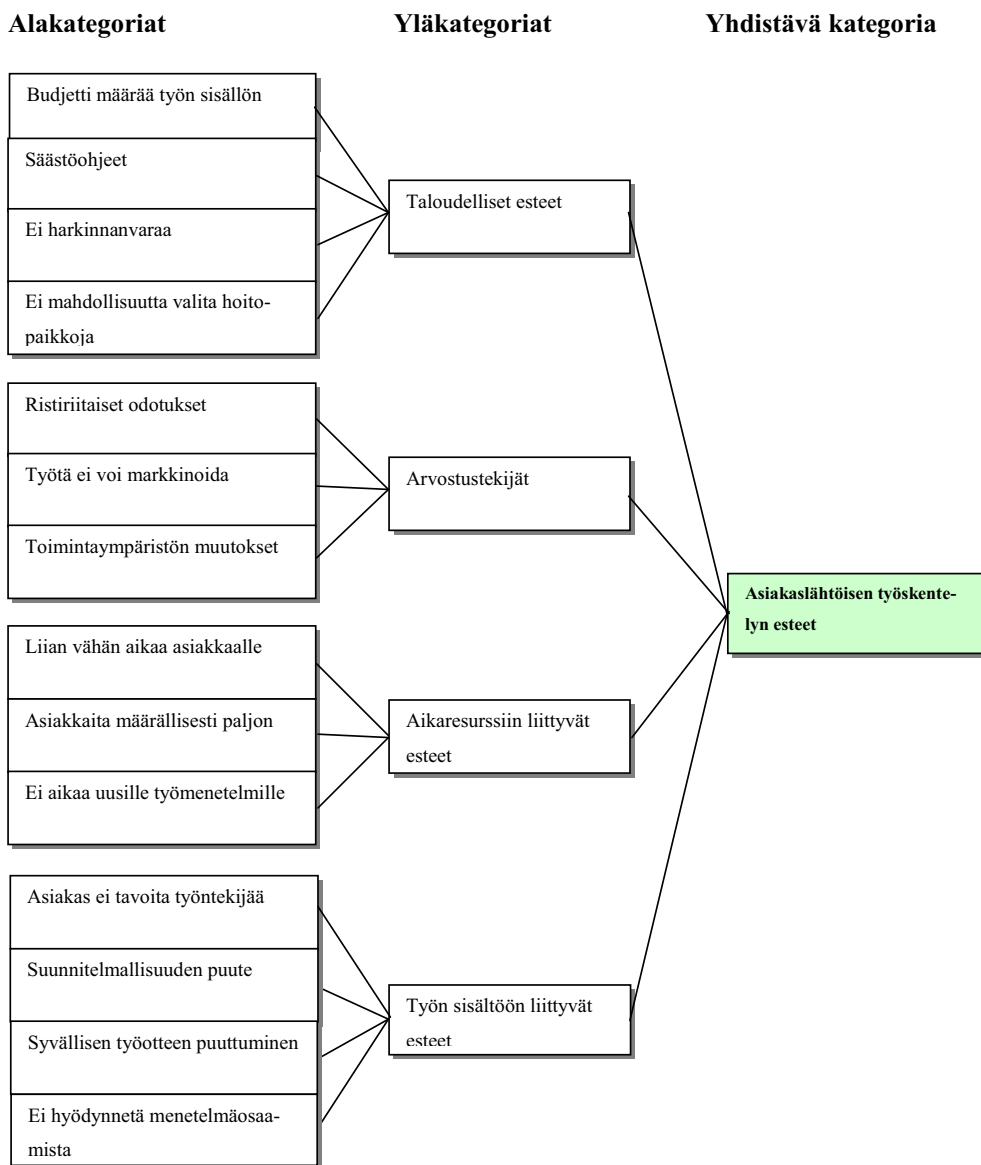 Alakategoriat Yläkategoriat Yhdistävä kategoria
Budjetti määrää työn sisällön
Säästöohjeet
Ei harkinnanvaraa
Ei mahdollisuutta valita hoito-
paikkoja
Taloudelliset esteet
Ristiriitaiset odotukset
Työtä ei voi markkinoida
Toimintaympäristön muutokset
Arvostustekijät
Liian vähän aikaa asiakkaalle
Asiakkaita määrällisesti paljon
Ei aikaa uusille työmenetelmille
Aikaresurssiin liittyvät
esteet
Asiakas ei tavoita työntekijää
Suunnitelmallisuuden puute
Syvällisen työotteen puuttuminen
Ei hyödynnetä menetelmäosaa-
mista
Työn sisältöön liittyvät
esteet
Asiakaslähtöisen työskente-
lyn esteet